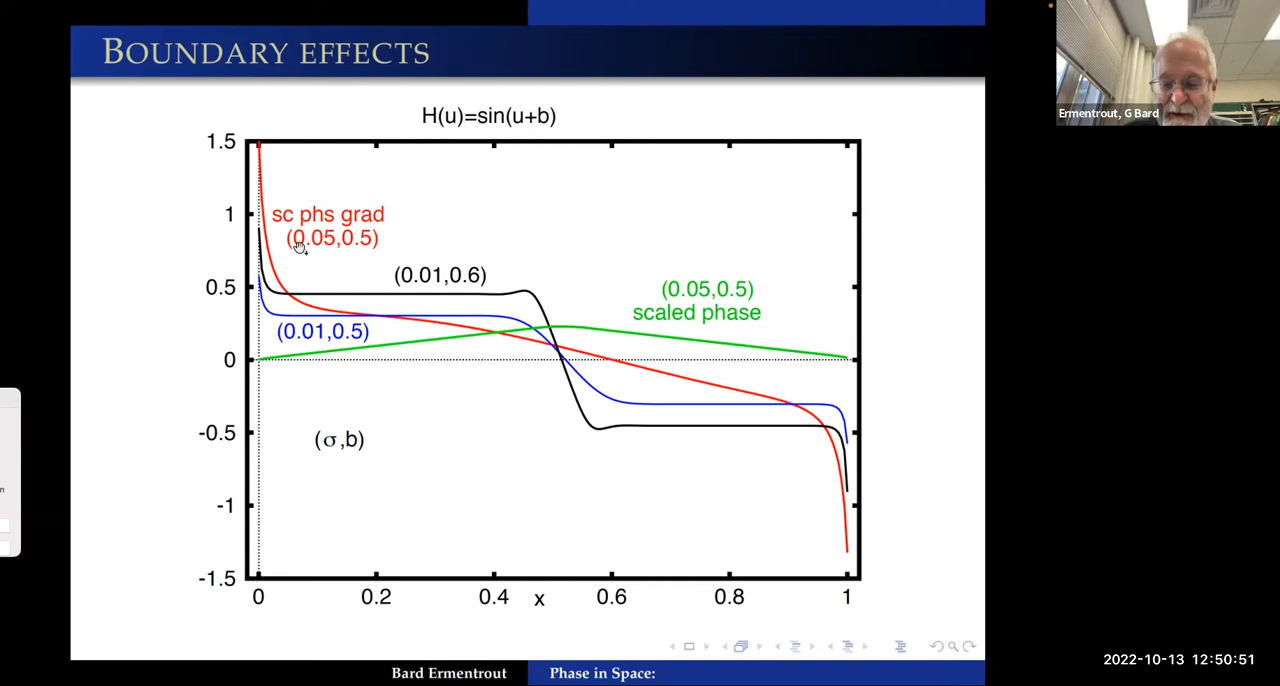 BOUNDARY EFFECTS
Ermentrout, G Bard
H(u)=sin(u+b)
1.5
1
0.5
0
-0.5
-1
-1.5
sc phs grad
(0.05,0.5)
(0.01,0.6)
(0.01,0.5)
(0.05,0.5)
scaled phase
(σ,b)
0
0.2
0.4
x
0.6
0.8
1
n
Bard Ermentrout
Phase in Space:
2022-10-13 12:50:51